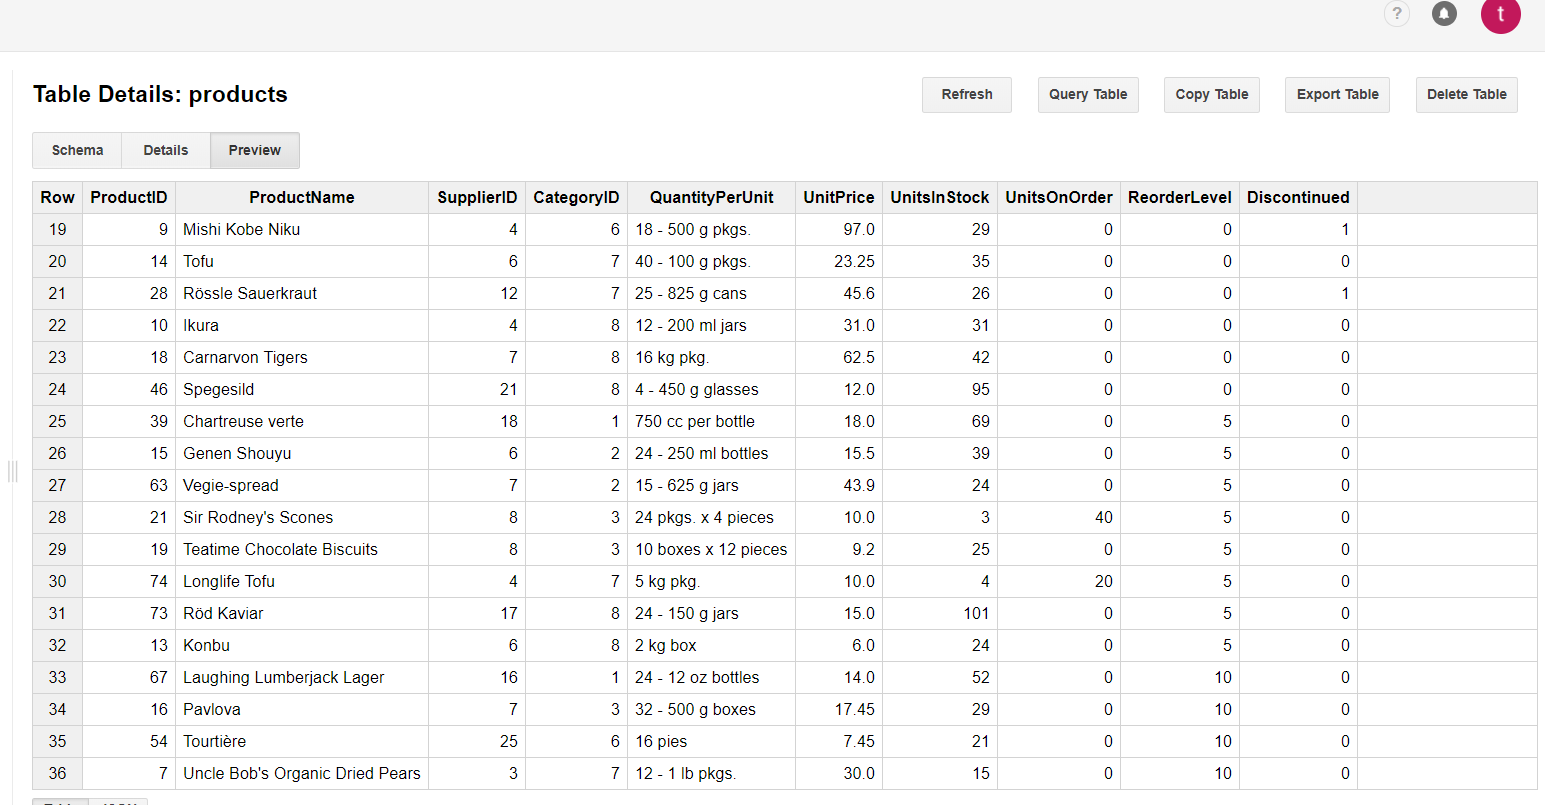 ? t
Table Details: products Refresh Query Table Copy Table Export Table Delete Table
Schema Details Preview
Row ProductID ProductName SupplierID CategoryID QuantityPerUnit UnitPrice UnitsInStock UnitsOnOrder ReorderLevel Discontinued
19 9 Mishi Kobe Niku 4 6 18 - 500 g pkgs. 97.0 29 0 0 1
20 14 Tofu 6 7 40 - 100 g pkgs. 23.25 35 0 0 0
21 28 Rössle Sauerkraut 12 7 25 - 825 g cans 45.6 26 0 0 1
22 10 Ikura 4 8 12 - 200 ml jars 31.0 31 0 0 0
23 18 Carnarvon Tigers 7 8 16 kg pkg. 62.5 42 0 0 0
24 46 Spegesild 21 8 4 - 450 g glasses 12.0 95 0 0 0
25 39 Chartreuse verte 18 1 750 cc per bottle 18.0 69 0 5 0
26 15 Genen Shouyu 6 2 24 - 250 ml bottles 15.5 39 0 5 0
27 63 Vegie-spread 7 2 15 - 625 g jars 43.9 24 0 5 0
28 21 Sir Rodney's Scones 8 3 24 pkgs. x 4 pieces 10.0 3 40 5 0
29 19 Teatime Chocolate Biscuits 8 3 10 boxes x 12 pieces 9.2 25 0 5 0
30 74 Longlife Tofu 4 7 5 kg pkg. 10.0 4 20 5 0
31 73 Röd Kaviar 17 8 24 - 150 g jars 15.0 101 0 5 0
32 13 Konbu 6 8 2 kg box 6.0 24 0 5 0
33 67 Laughing Lumberjack Lager 16 1 24 - 12 oz bottles 14.0 52 0 10 0
34 16 Pavlova 7 3 32 - 500 g boxes 17.45 29 0 10 0
35 54 Tourtière 25 6 16 pies 7.45 21 0 10 0
36 7 Uncle Bob's Organic Dried Pears 3 7 12 - 1 lb pkgs. 30.0 15 0 10 0